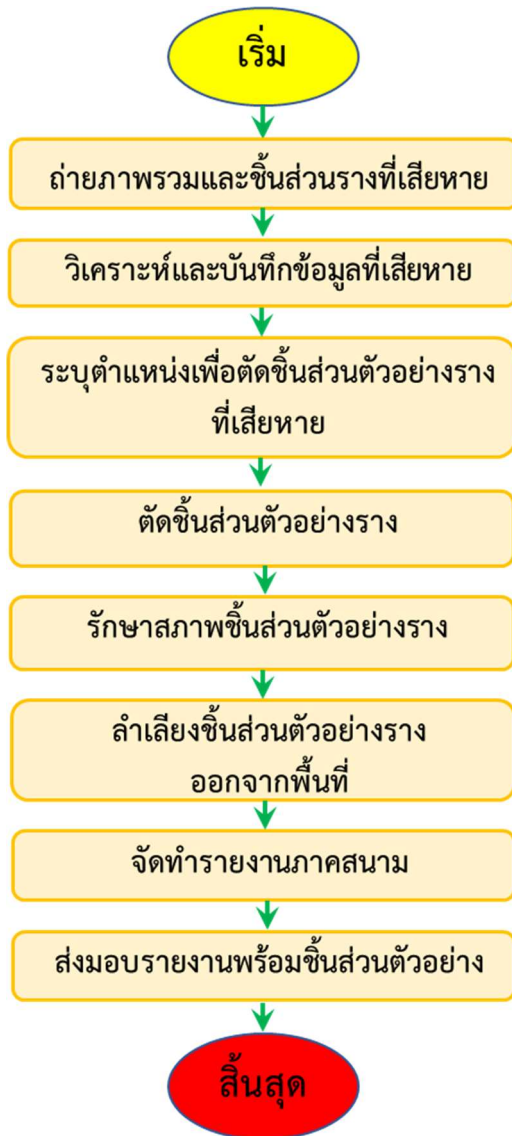 เริ่ม
ถ่ายภาพรวมและชิ้นส่วนรางที่เสียหาย
วิเคราะห์และบันทึกข้อมูลที่เสียหาย
ระบุตำแหน่งเพื่อตัดชิ้นส่วนตัวอย่างราง
ที่เสียหาย
ตัดชิ้นส่วนตัวอย่างราง
รักษาสภาพชิ้นส่วนตัวอย่างราง
ลำเลียงชิ้นส่วนตัวอย่างราง
ออกจากพื้นที่
จัดทำรายงานภาคสนาม
ส่งมอบรายงานพร้อมชิ้นส่วนตัวอย่าง
สิ้นสุด